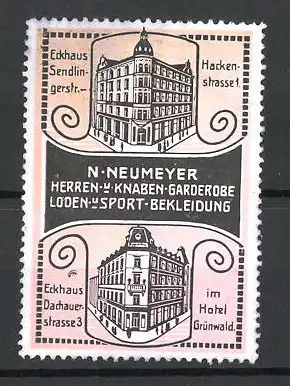 Eckhaus
Sendlin-
gerstr.-
Hacken-
strasse 1.
N·NEUMEYER
HERREN-U·KNABEN·GARDEROBE
LODEN-U·SPORT-BEKLEIDUNG
Eckhaus
Dachauer-
strasse 3
im
Hotel
Grünwald.